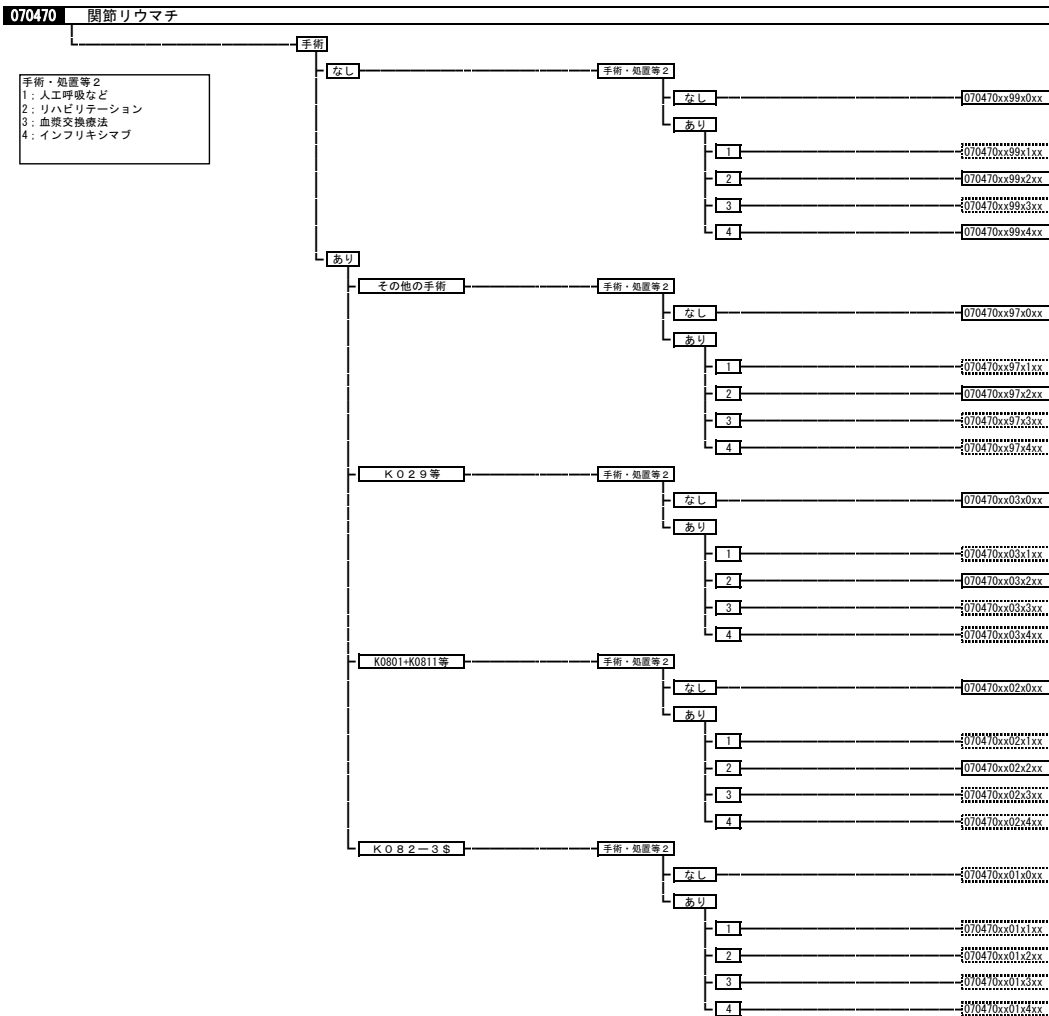 070470 関節リウマチ
手術
手術・処置等２
1；人工呼吸など
2；リハビリテーション
3；血漿交換療法
4；インフリキシマブ
なし 手術・処置等２
なし 070470xx99x0xx
あり
1 070470xx99x1xx
2 070470xx99x2xx
3 070470xx99x3xx
4 070470xx99x4xx
あり
その他の手術 手術・処置等２
なし 070470xx97x0xx
あり
1 070470xx97x1xx
2 070470xx97x2xx
3 070470xx97x3xx
4 070470xx97x4xx
Ｋ０２９等 手術・処置等２
なし 070470xx03x0xx
あり
1 070470xx03x1xx
2 070470xx03x2xx
3 070470xx03x3xx
4 070470xx03x4xx
K0801+K0811等 手術・処置等２
なし 070470xx02x0xx
あり
1 070470xx02x1xx
2 070470xx02x2xx
3 070470xx02x3xx
4 070470xx02x4xx
Ｋ０８２－３＄ 手術・処置等２
なし 070470xx01x0xx
あり
1 070470xx01x1xx
2 070470xx01x2xx
3 070470xx01x3xx
4 070470xx01x4xx